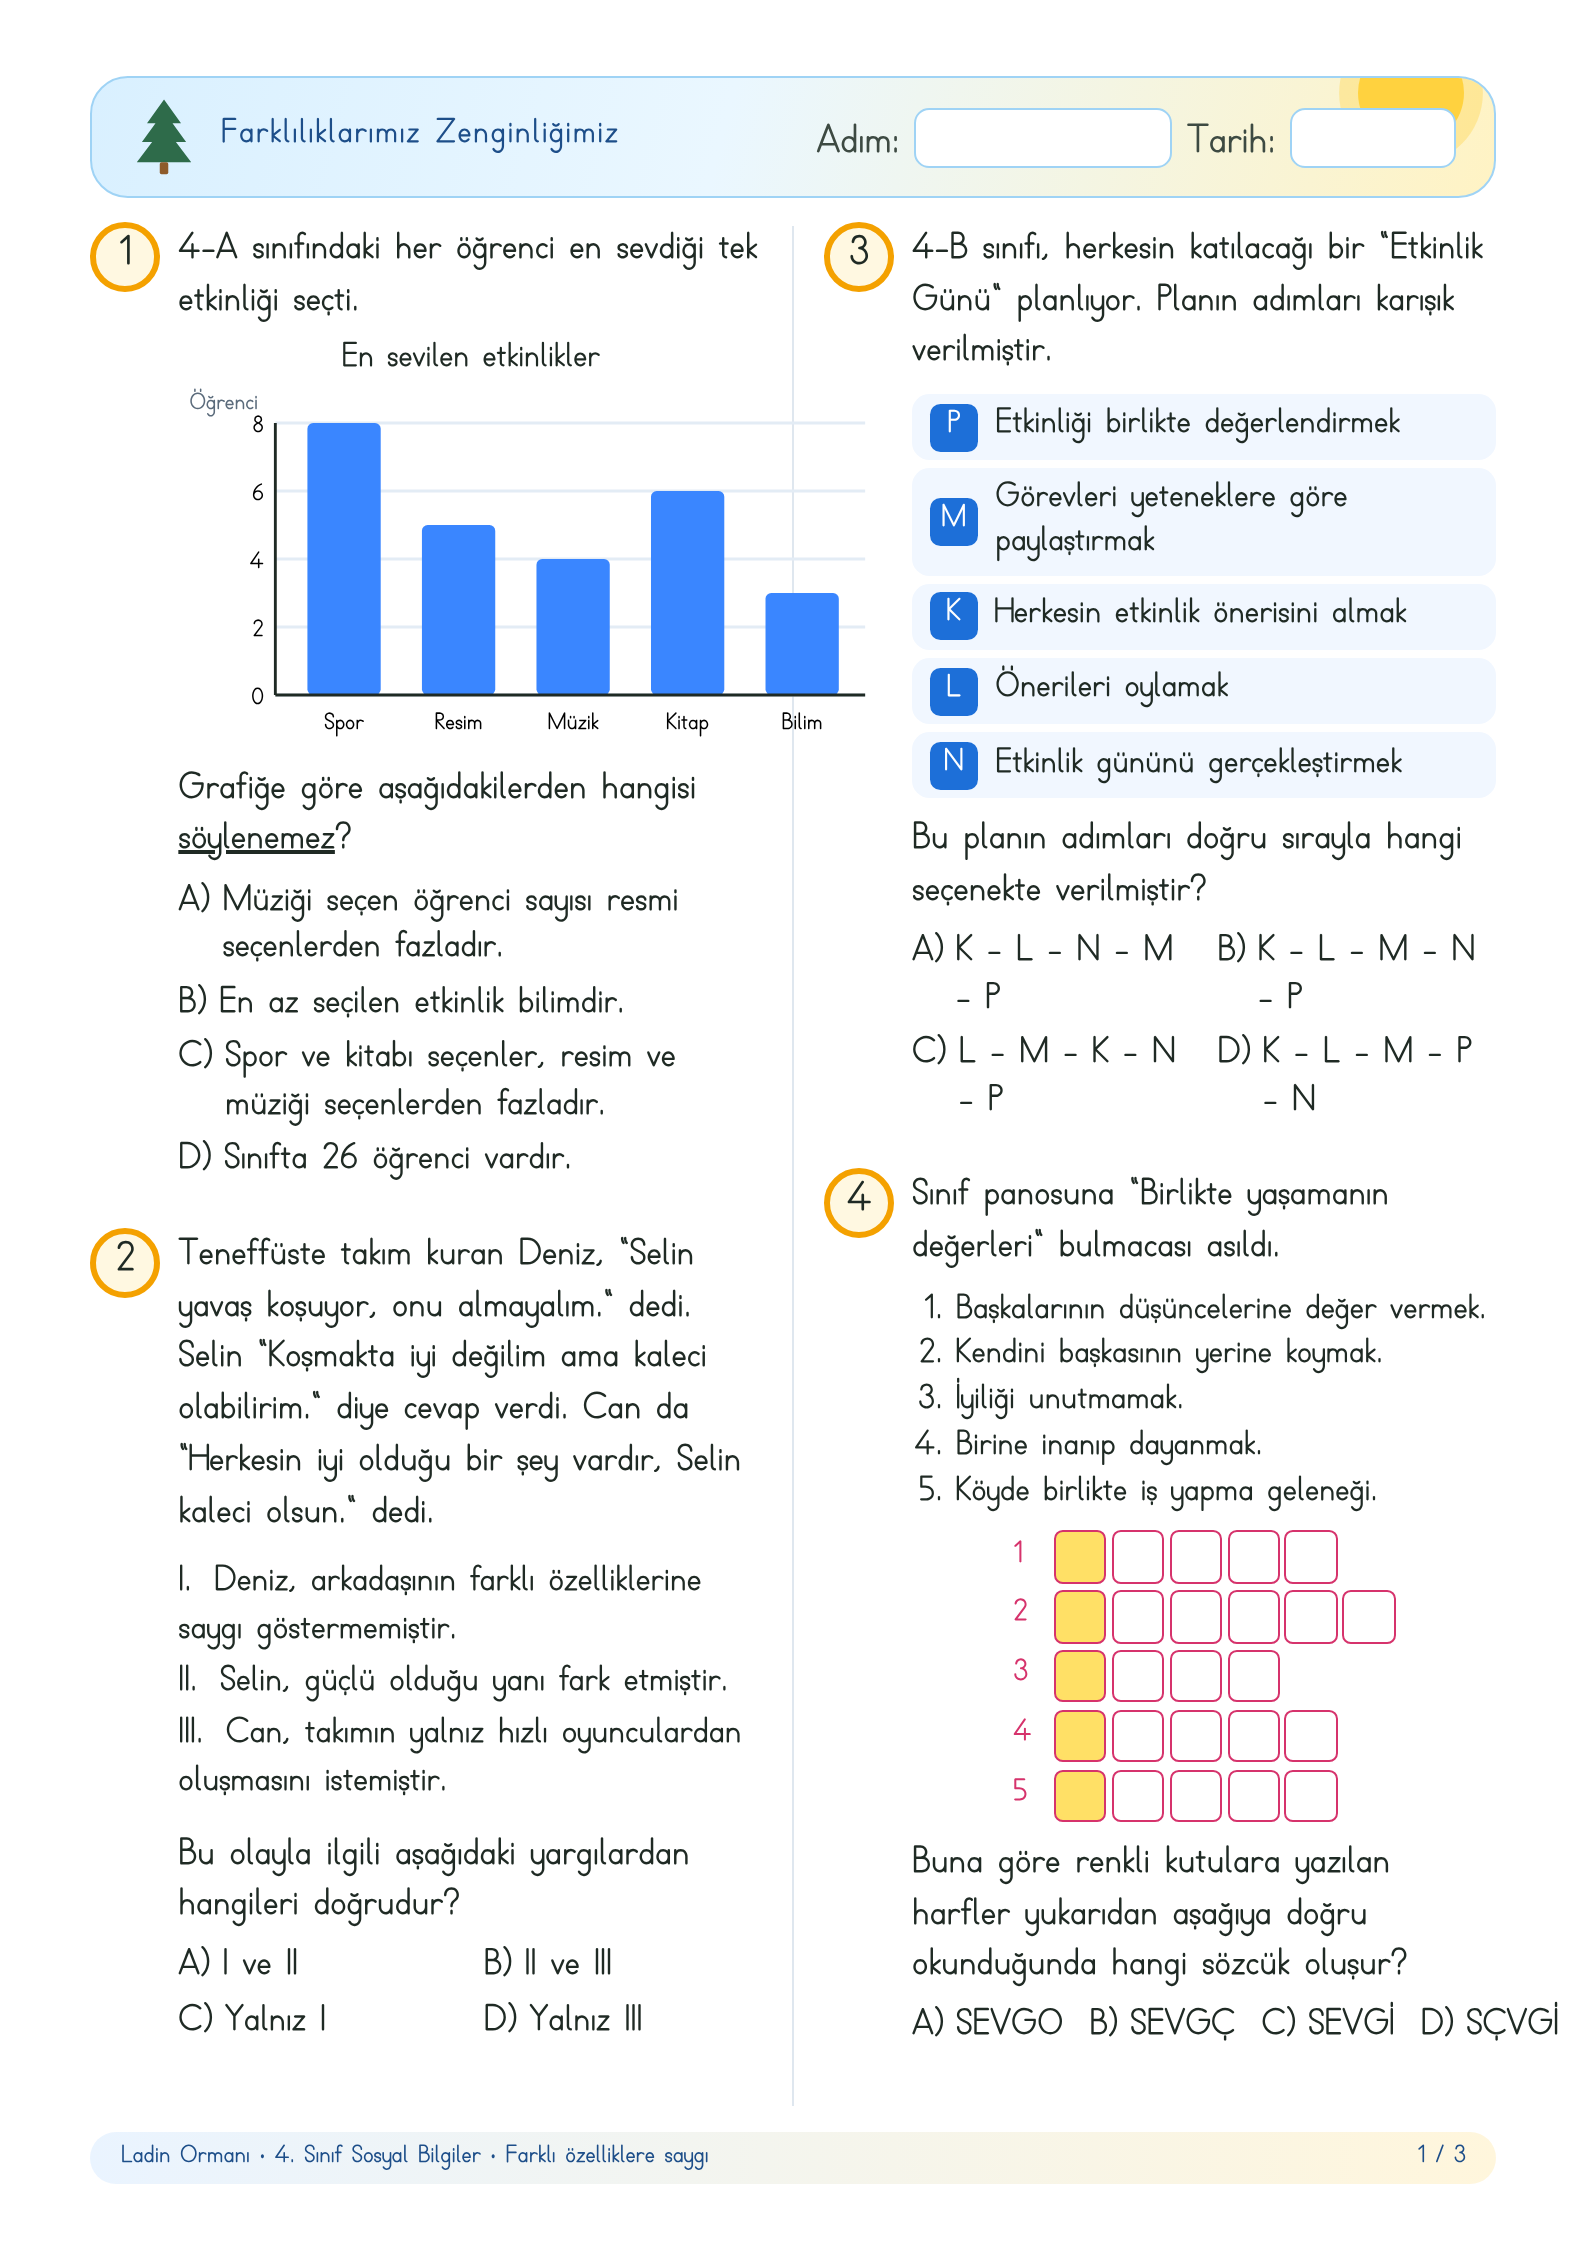 Farklılıklarımız Zenginliğimiz
Adım:
Tarih:
1
4-A sınıfındaki her öğrenci en sevdiği tek
etkinliği seçti.
En sevilen etkinlikler
Öğrenci
8
6
4
2
0
Spor Resim Müzik Kitap Bilim
Grafiğe göre aşağıdakilerden hangisi
söylenemez?
A) Müziği seçen öğrenci sayısı resmi
seçenlerden fazladır.
B) En az seçilen etkinlik bilimdir.
C) Spor ve kitabı seçenler, resim ve
müziği seçenlerden fazladır.
D) Sınıfta 26 öğrenci vardır.
2
Teneffüste takım kuran Deniz, "Selin
yavaş koşuyor, onu almayalım." dedi.
Selin "Koşmakta iyi değilim ama kaleci
olabilirim." diye cevap verdi. Can da
"Herkesin iyi olduğu bir şey vardır, Selin
kaleci olsun." dedi.
I. Deniz, arkadaşının farklı özelliklerine
saygı göstermemiştir.
II. Selin, güçlü olduğu yanı fark etmiştir.
III. Can, takımın yalnız hızlı oyunculardan
oluşmasını istemiştir.
Bu olayla ilgili aşağıdaki yargılardan
hangileri doğrudur?
A) I ve II B) II ve III
C) Yalnız I D) Yalnız III
3
4-B sınıfı, herkesin katılacağı bir "Etkinlik
Günü" planlıyor. Planın adımları karışık
verilmiştir.
P Etkinliği birlikte değerlendirmek
M Görevleri yeteneklere göre
paylaştırmak
K Herkesin etkinlik önerisini almak
L Önerileri oylamak
N Etkinlik gününü gerçekleştirmek
Bu planın adımları doğru sırayla hangi
seçenekte verilmiştir?
A) K - L - N - M B) K - L - M - N
- P - P
C) L - M - K - N D) K - L - M - P
- P - N
4
Sınıf panosuna "Birlikte yaşamanın
değerleri" bulmacası asıldı.
1. Başkalarının düşüncelerine değer vermek.
2. Kendini başkasının yerine koymak.
3. İyiliği unutmamak.
4. Birine inanıp dayanmak.
5. Köyde birlikte iş yapma geleneği.
1
2
3
4
5
Buna göre renkli kutulara yazılan
harfler yukarıdan aşağıya doğru
okunduğunda hangi sözcük oluşur?
A) SEVGO B) SEVGÇ C) SEVGİ D) SÇVGİ
Ladin Ormanı • 4. Sınıf Sosyal Bilgiler • Farklı özelliklere saygı
1 / 3